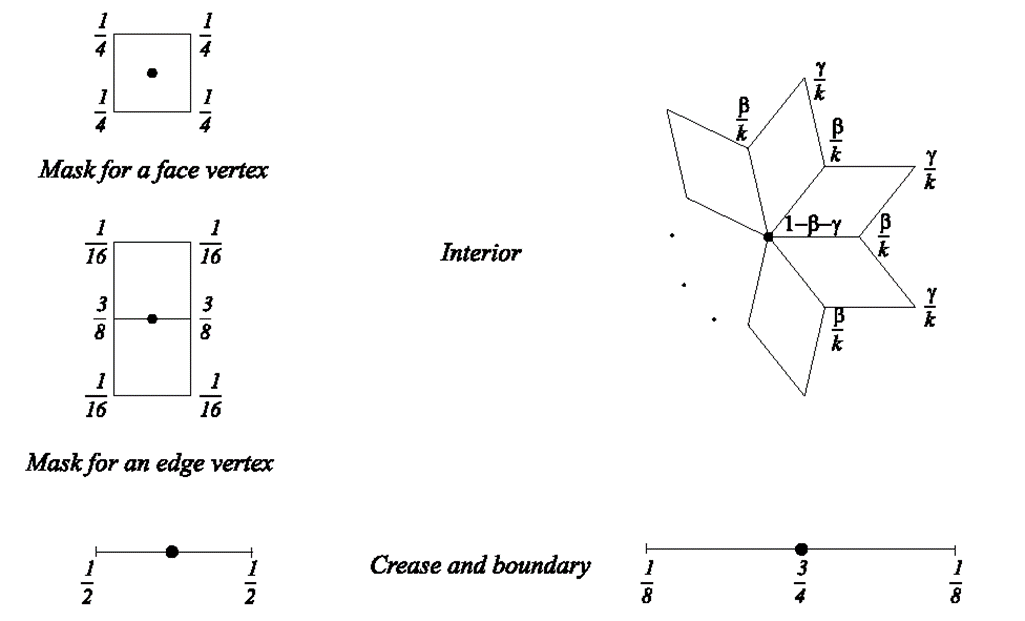 1/4 1/4
1/4 1/4
Mask for a face vertex
1/16 1/16
3/8 3/8
1/16 1/16
Mask for an edge vertex
Interior
γ/k
β/k
β/k
γ/k
1−β−γ
β/k
γ/k
β/k
1/2 1/2
Crease and boundary
1/8 3/4 1/8